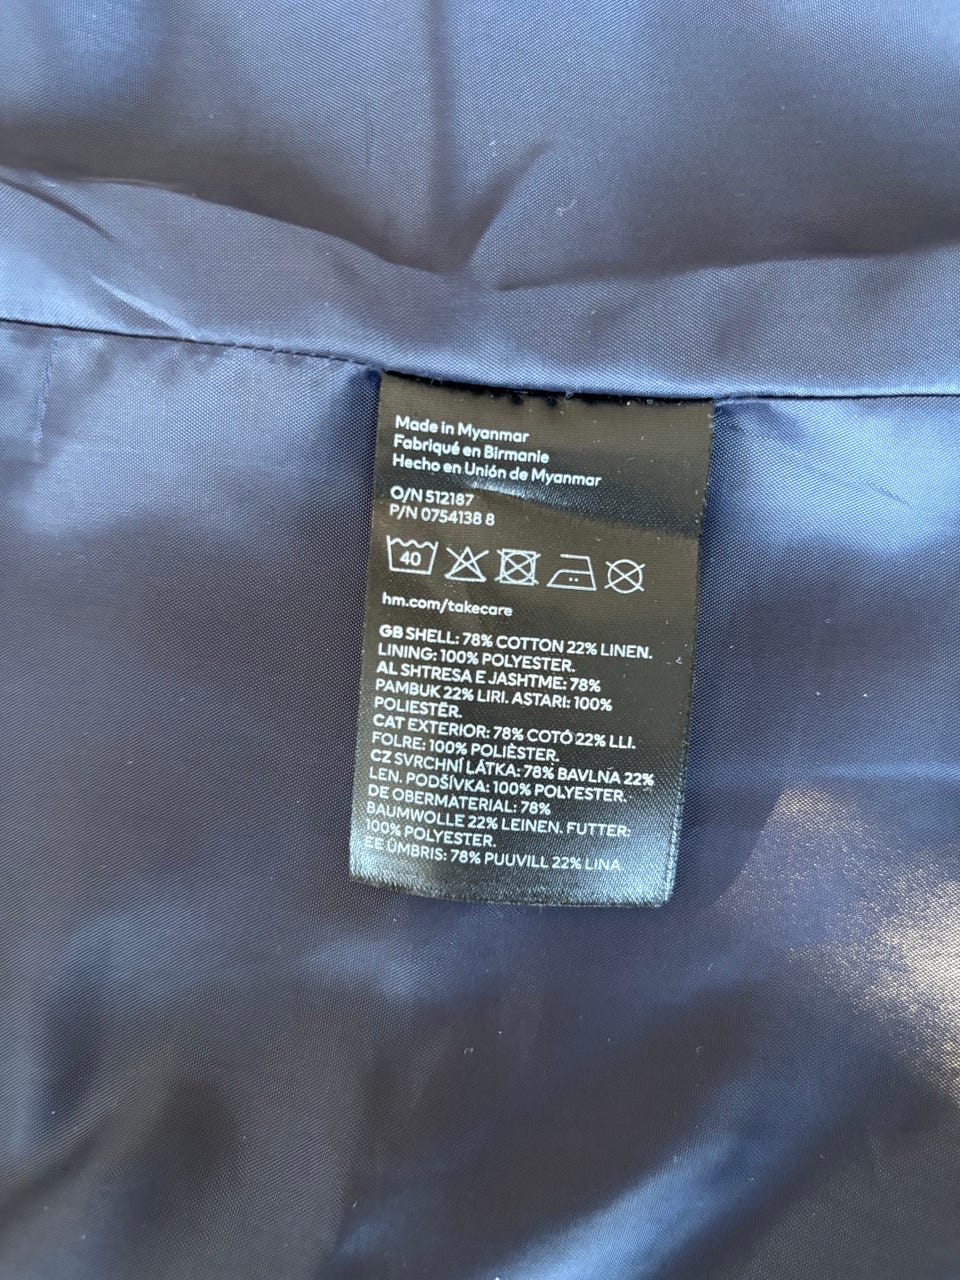 Made in Myanmar
Fabriqué en Birmanie
Hecho en Unión de Myanmar
O/N 512187
P/N 0754138 8
40
hm.com/takecare
GB SHELL: 78% COTTON 22% LINEN.
LINING: 100% POLYESTER.
AL SHTRESA E JASHTME: 78%
PAMBUK 22% LIRI. ASTARI: 100%
POLIESTËR.
CAT EXTERIOR: 78% COTÓ 22% LLI.
FOLRE: 100% POLIÈSTER.
CZ SVRCHNÍ LÁTKA: 78% BAVLNA 22%
LEN. PODŠÍVKA: 100% POLYESTER.
DE OBERMATERIAL: 78%
BAUMWOLLE 22% LEINEN. FUTTER:
100% POLYESTER.
EE ÜMBRIS: 78% PUUVILL 22% LINA